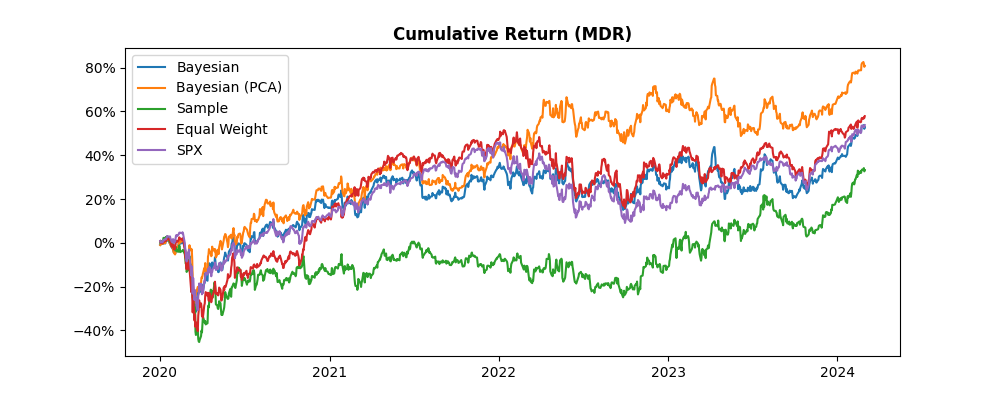 Cumulative Return (MDR)
Bayesian
Bayesian (PCA)
Sample
Equal Weight
SPX
80%
60%
40%
20%
0%
−20%
−40%
2020
2021
2022
2023
2024